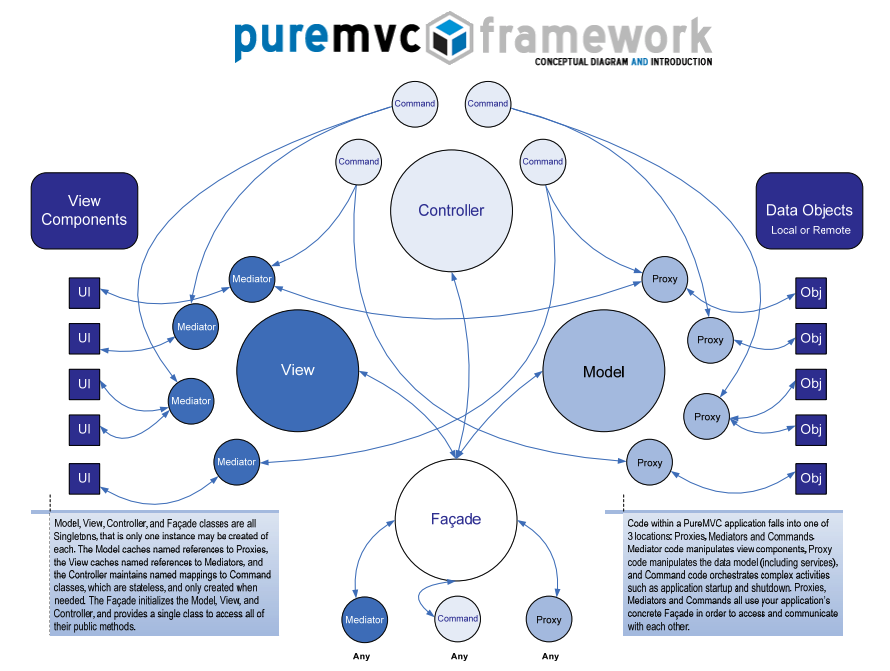 puremvc framework
CONCEPTUAL DIAGRAM AND INTRODUCTION
Command
Command
Command
Command
Controller
View
Components
Data Objects
Local or Remote
Mediator
Proxy
UI
Obj
Mediator
Proxy
UI
Obj
View
Model
UI
Obj
Mediator
Proxy
UI
Obj
Mediator
Proxy
UI
Obj
Façade
Model, View, Controller, and Façade classes are all
Singletons, that is only one instance may be created of
each. The Model caches named references to Proxies,
the View caches named references to Mediators, and
the Controller maintains named mappings to Command
classes, which are stateless, and only created when
needed. The Façade initializes the Model, View, and
Controller, and provides a single class to access all of
their public methods.
Code within a PureMVC application falls into one of
3 locations: Proxies, Mediators and Commands.
Mediator code manipulates view components, Proxy
code manipulates the data model (including services),
and Command code orchestrates complex activities
such as application startup and shutdown. Proxies,
Mediators and Commands all use your application's
concrete Façade in order to access and communicate
with each other.
Mediator
Command
Proxy
Any
Any
Any